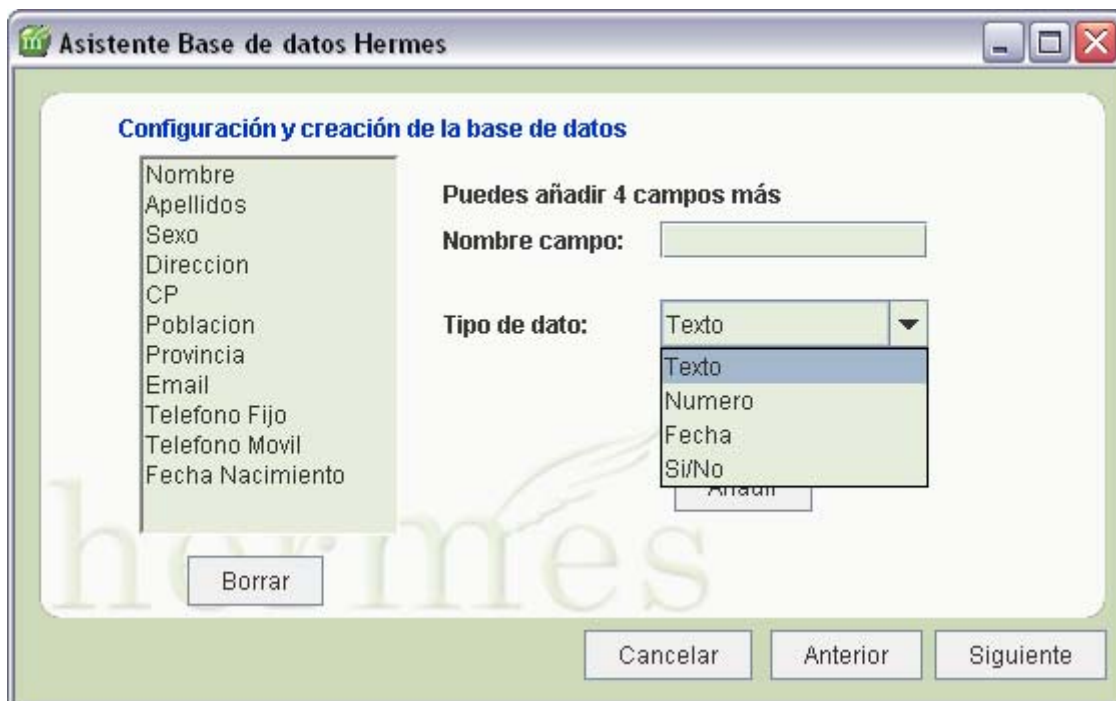 Asistente Base de datos Hermes
Configuración y creación de la base de datos
Nombre
Apellidos
Sexo
Direccion
CP
Poblacion
Provincia
Email
Telefono Fijo
Telefono Movil
Fecha Nacimiento
Borrar
Puedes añadir 4 campos más
Nombre campo:
Tipo de dato:
Texto
Texto
Numero
Fecha
Si/No
Añadir
hermes
Cancelar
Anterior
Siguiente